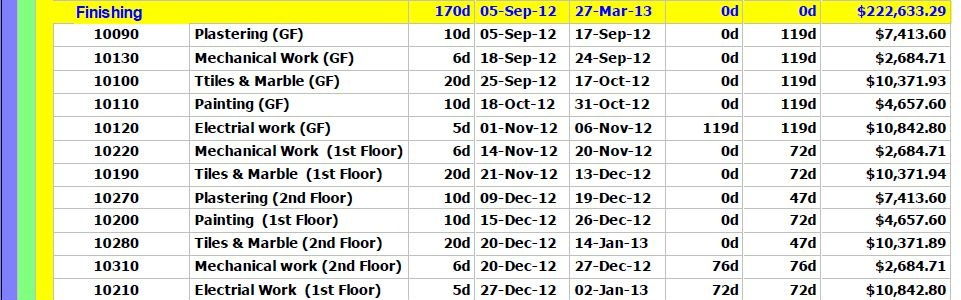 Finishing 170d 05-Sep-12 27-Mar-13 0d 0d $222,633.29
10090 Plastering (GF) 10d 05-Sep-12 17-Sep-12 0d 119d $7,413.60
10130 Mechanical Work (GF) 6d 18-Sep-12 24-Sep-12 0d 119d $2,684.71
10100 Ttiles & Marble (GF) 20d 25-Sep-12 17-Oct-12 0d 119d $10,371.93
10110 Painting (GF) 10d 18-Oct-12 31-Oct-12 0d 119d $4,657.60
10120 Electrial work (GF) 5d 01-Nov-12 06-Nov-12 119d 119d $10,842.80
10220 Mechanical Work (1st Floor) 6d 14-Nov-12 20-Nov-12 0d 72d $2,684.71
10190 Tiles & Marble (1st Floor) 20d 21-Nov-12 13-Dec-12 0d 72d $10,371.94
10270 Plastering (2nd Floor) 10d 09-Dec-12 19-Dec-12 0d 47d $7,413.60
10200 Painting (1st Floor) 10d 15-Dec-12 26-Dec-12 0d 72d $4,657.60
10280 Tiles & Marble (2nd Floor) 20d 20-Dec-12 14-Jan-13 0d 47d $10,371.89
10310 Mechanical work (2nd Floor) 6d 20-Dec-12 27-Dec-12 76d 76d $2,684.71
10210 Electrial Work (1st Floor) 5d 27-Dec-12 02-Jan-13 72d 72d $10,842.80